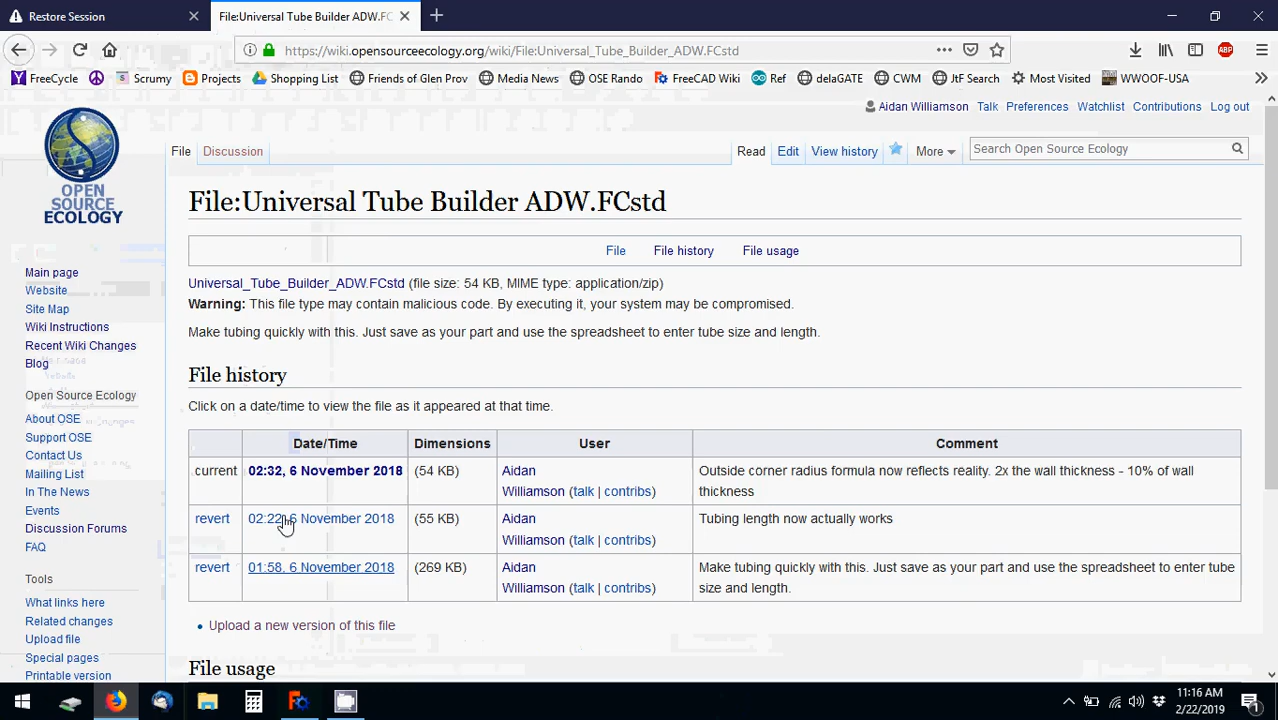 Restore Session
File:Universal Tube Builder ADW.FC
https://wiki.opensourceecology.org/wiki/File:Universal_Tube_Builder_ADW.FCstd
ABP
FreeCycle
Scrumy
Projects
Shopping List
Friends of Glen Prov
Media News
OSE Rando
FreeCAD Wiki
Ref
GelaGATE
CWM
JtF Search
Most Visited
WWOOF-USA
Aidan Williamson Talk Preferences Watchlist Contributions Log out
File Discussion Read Edit View history More
Search Open Source Ecology
OPEN
SOURCE
ECOLOGY
File:Universal Tube Builder ADW.FCstd
File File history File usage
Universal_Tube_Builder_ADW.FCstd (file size: 54 KB, MIME type: application/zip)
Warning: This file type may contain malicious code. By executing it, your system may be compromised.
Make tubing quickly with this. Just save as your part and use the spreadsheet to enter tube size and length.
File history
Click on a date/time to view the file as it appeared at that time.
Date/Time Dimensions User Comment
current 02:32, 6 November 2018 (54 KB) Aidan Williamson (talk | contribs) Outside corner radius formula now reflects reality. 2x the wall thickness - 10% of wall
thickness
revert 02:22, 6 November 2018 (55 KB) Aidan Williamson (talk | contribs) Tubing length now actually works
revert 01:58, 6 November 2018 (269 KB) Aidan Williamson (talk | contribs) Make tubing quickly with this. Just save as your part and use the spreadsheet to enter tube
size and length.
Upload a new version of this file
File usage
Main page
Website
Site Map
Wiki Instructions
Recent Wiki Changes
Blog
Open Source Ecology
About OSE
Support OSE
Contact Us
Mailing List
In The News
Events
Discussion Forums
FAQ
Tools
What links here
Related changes
Upload file
Special pages
Printable version
11:16 AM
2/22/2019
1